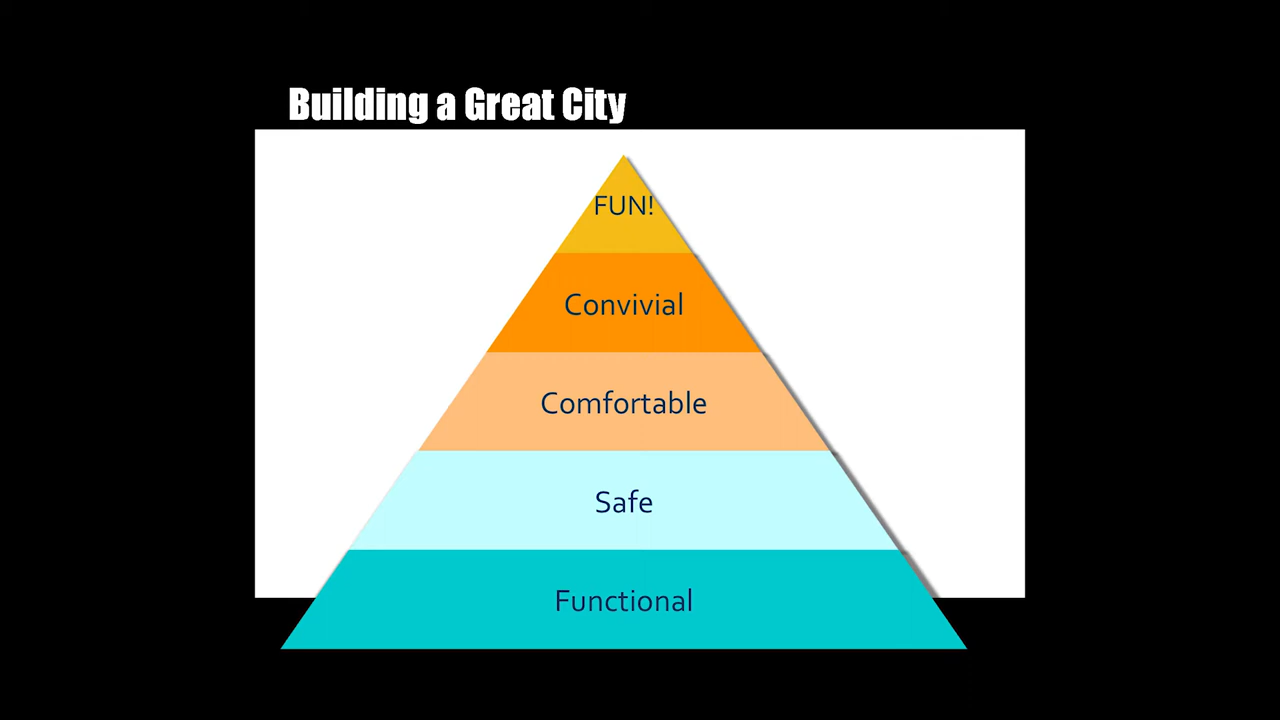 Building a Great City
FUN!
Convivial
Comfortable
Safe
Functional